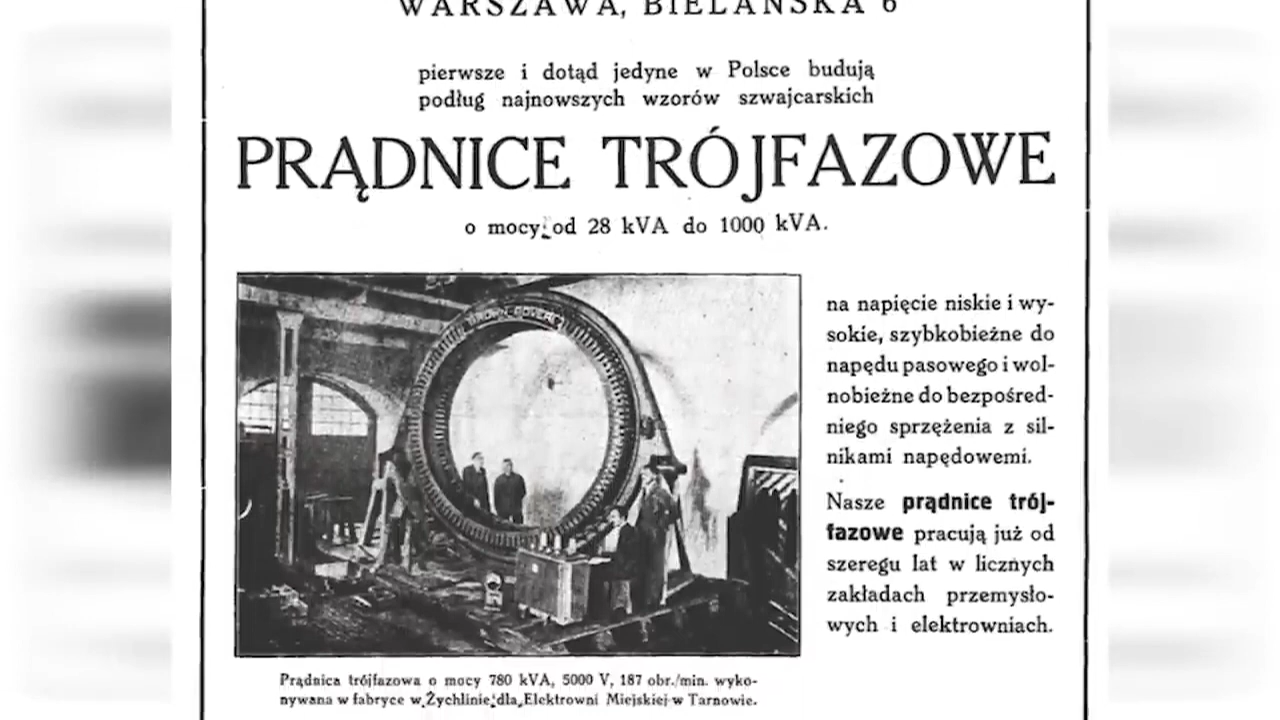 WARSZAWA, BIELAŃSKA 6
pierwsze i dotąd jedyne w Polsce budują
podług najnowszych wzorów szwajcarskich
PRĄDNICE TRÓJFAZOWE
o mocy od 28 kVA do 1000 kVA.
BROWN BOVERI
na napięcie niskie i wy-
sokie, szybkobieżne do
napędu pasowego i wol-
nobieżne do bezpośred-
niego sprzężenia z sil-
nikami napędowemi.
Nasze prądnice trój-
fazowe pracują już od
szeregu lat w licznych
zakładach przemysło-
wych i elektrowniach.
Prądnica trójfazowa o mocy 780 kVA, 5000 V, 187 obr./min. wyko-
nywana w fabryce w Żychlinie dla Elektrowni Miejskiej w Tarnowie.